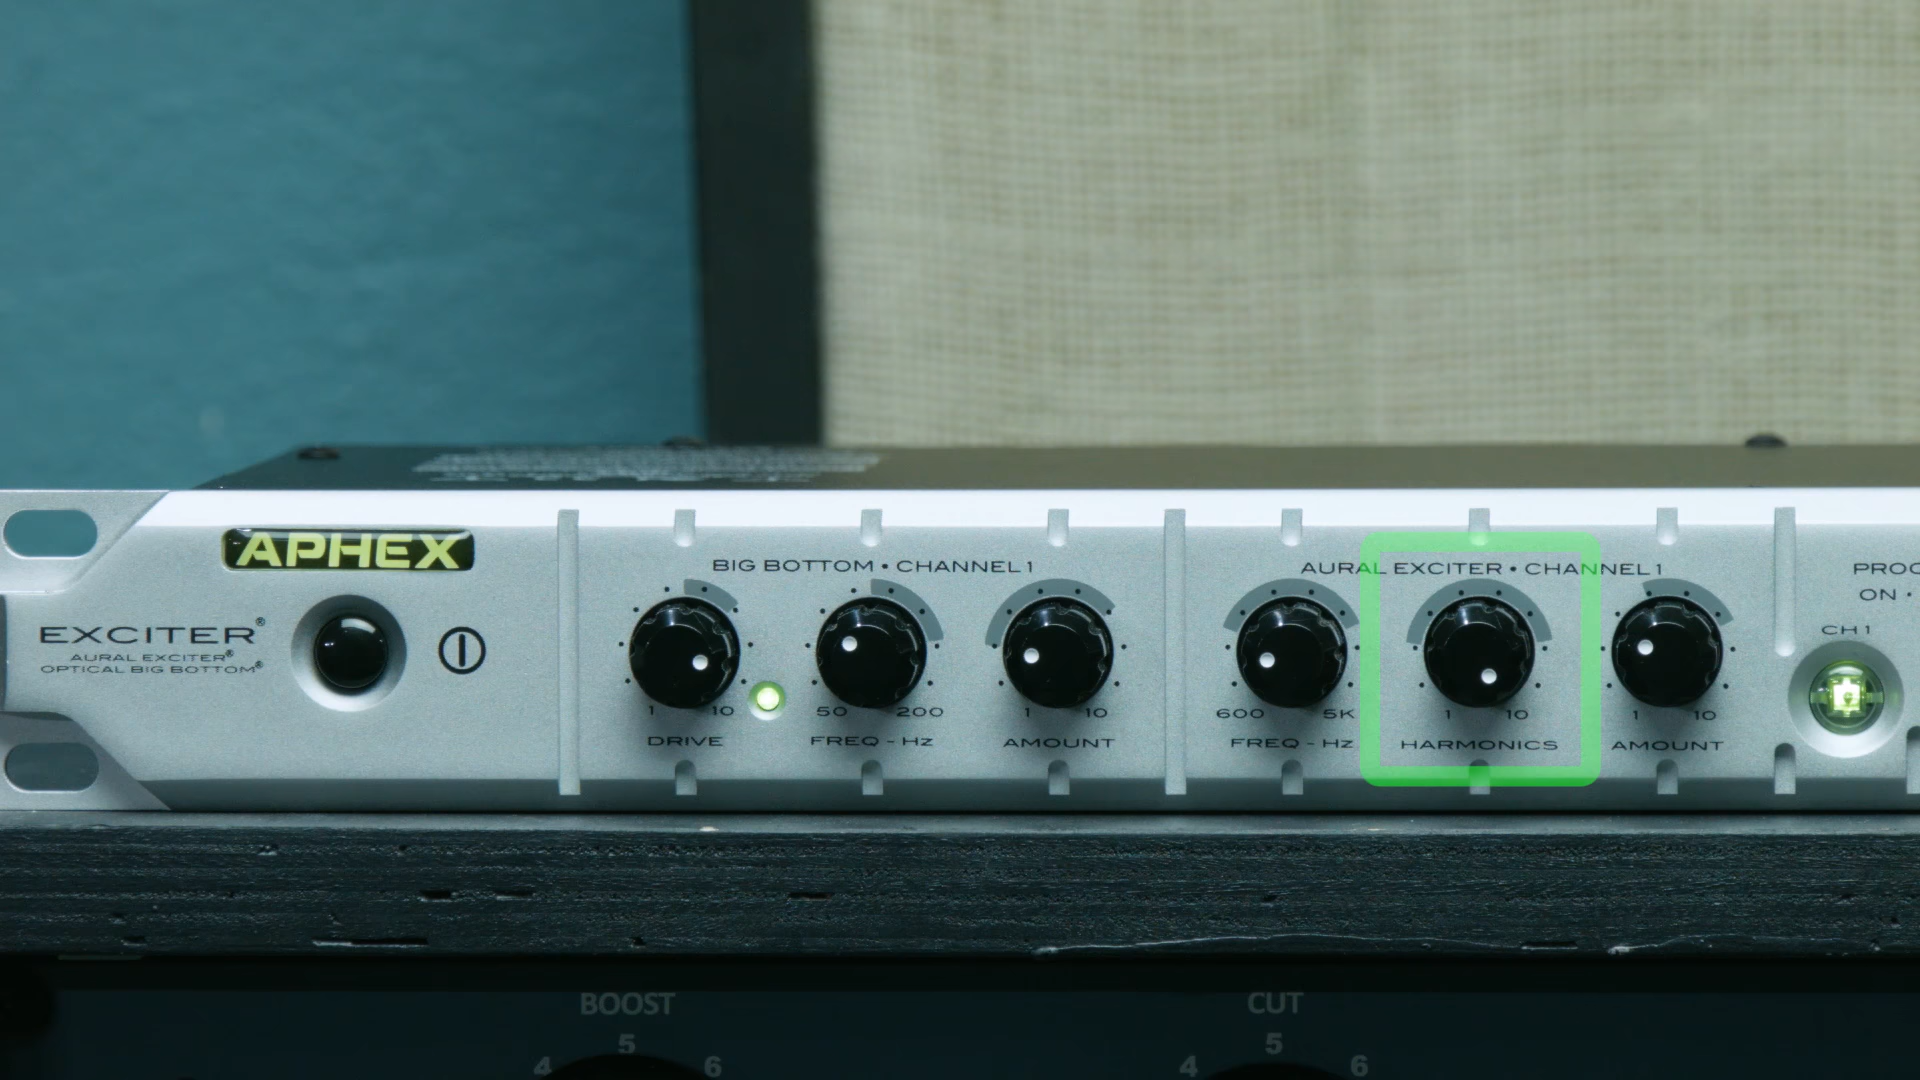 APHEX
EXCITER®
AURAL EXCITER®
OPTICAL BIG BOTTOM®
BIG BOTTOM • CHANNEL 1
1 10
DRIVE
50 200
FREQ - Hz
1 10
AMOUNT
AURAL EXCITER • CHANNEL 1
600 5K
FREQ - Hz
1 10
HARMONICS
1 10
AMOUNT
PROC
ON •
CH 1
BOOST
4 5 6
CUT
4 5 6